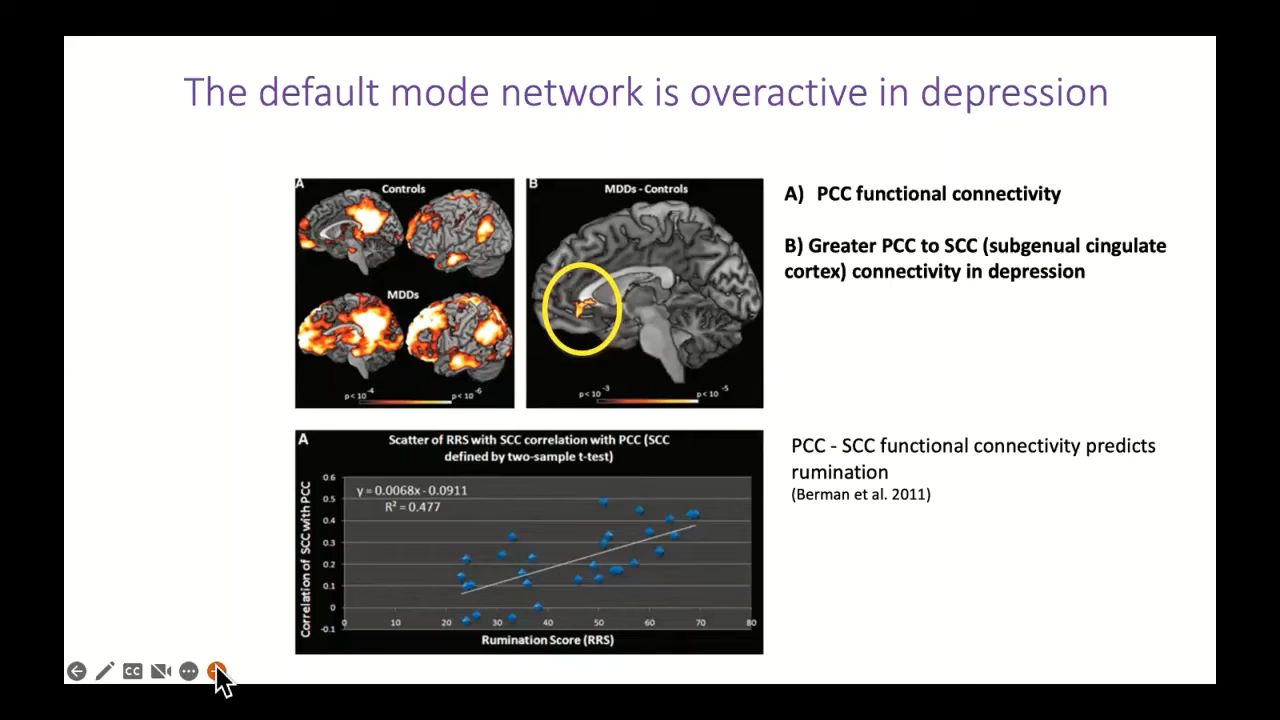 The default mode network is overactive in depression
A
Controls
MDDs
p < 10 -4
p < 10 -6
B
MDDs - Controls
p < 10 -3
p < 10 -5
A) PCC functional connectivity
B) Greater PCC to SCC (subgenual cingulate
cortex) connectivity in depression
A
Scatter of RRS with SCC correlation with PCC (SCC
defined by two-sample t-test)
y = 0.0068x - 0.0911
R² = 0.477
Correlation of SCC with PCC
0.6
0.5
0.4
0.3
0.2
0.1
0
-0.1
0 10 20 30 40 50 60 70 80
Rumination Score (RRS)
PCC - SCC functional connectivity predicts
rumination
(Berman et al. 2011)
CC